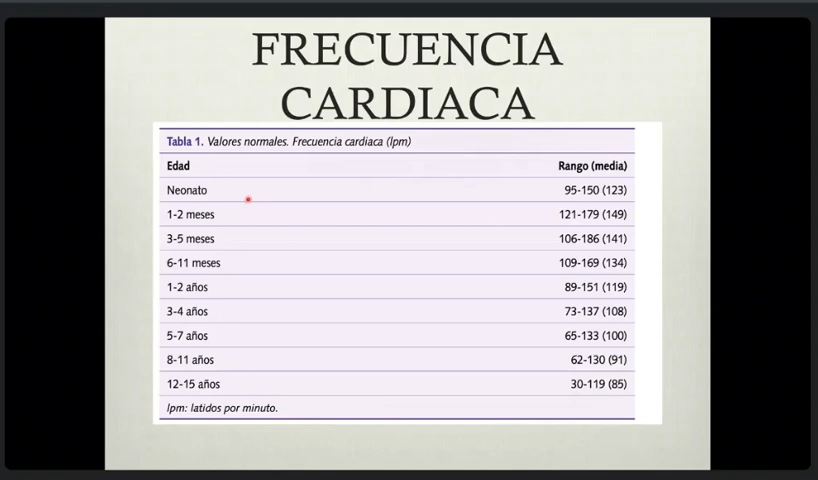 FRECUENCIA
CARDIACA
Tabla 1. Valores normales. Frecuencia cardiaca (lpm)
Edad Rango (media)
Neonato 95-150 (123)
1-2 meses 121-179 (149)
3-5 meses 106-186 (141)
6-11 meses 109-169 (134)
1-2 años 89-151 (119)
3-4 años 73-137 (108)
5-7 años 65-133 (100)
8-11 años 62-130 (91)
12-15 años 30-119 (85)
lpm: latidos por minuto.